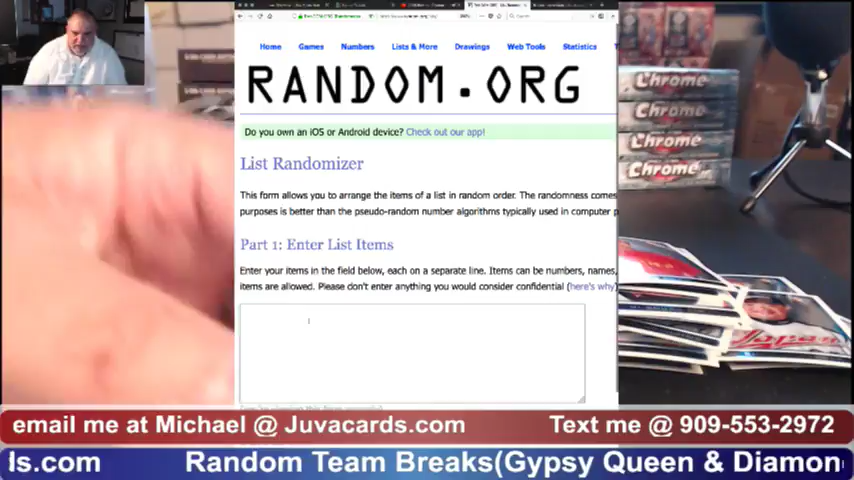 Home Games Numbers Lists & More Drawings Web Tools Statistics
RANDOM.ORG
Do you own an iOS or Android device? Check out our app!
List Randomizer
This form allows you to arrange the items of a list in random order. The randomness comes
purposes is better than the pseudo-random number algorithms typically used in computer p
Part 1: Enter List Items
Enter your items in the field below, each on a separate line. Items can be numbers, names,
items are allowed. Please don't enter anything you would consider confidential (here's why)
Chrome
Chrome
Chrome
Chrome
email me at Michael @ Juvacards.com Text me @ 909-553-2972
ds.com Random Team Breaks(Gypsy Queen & Diamon